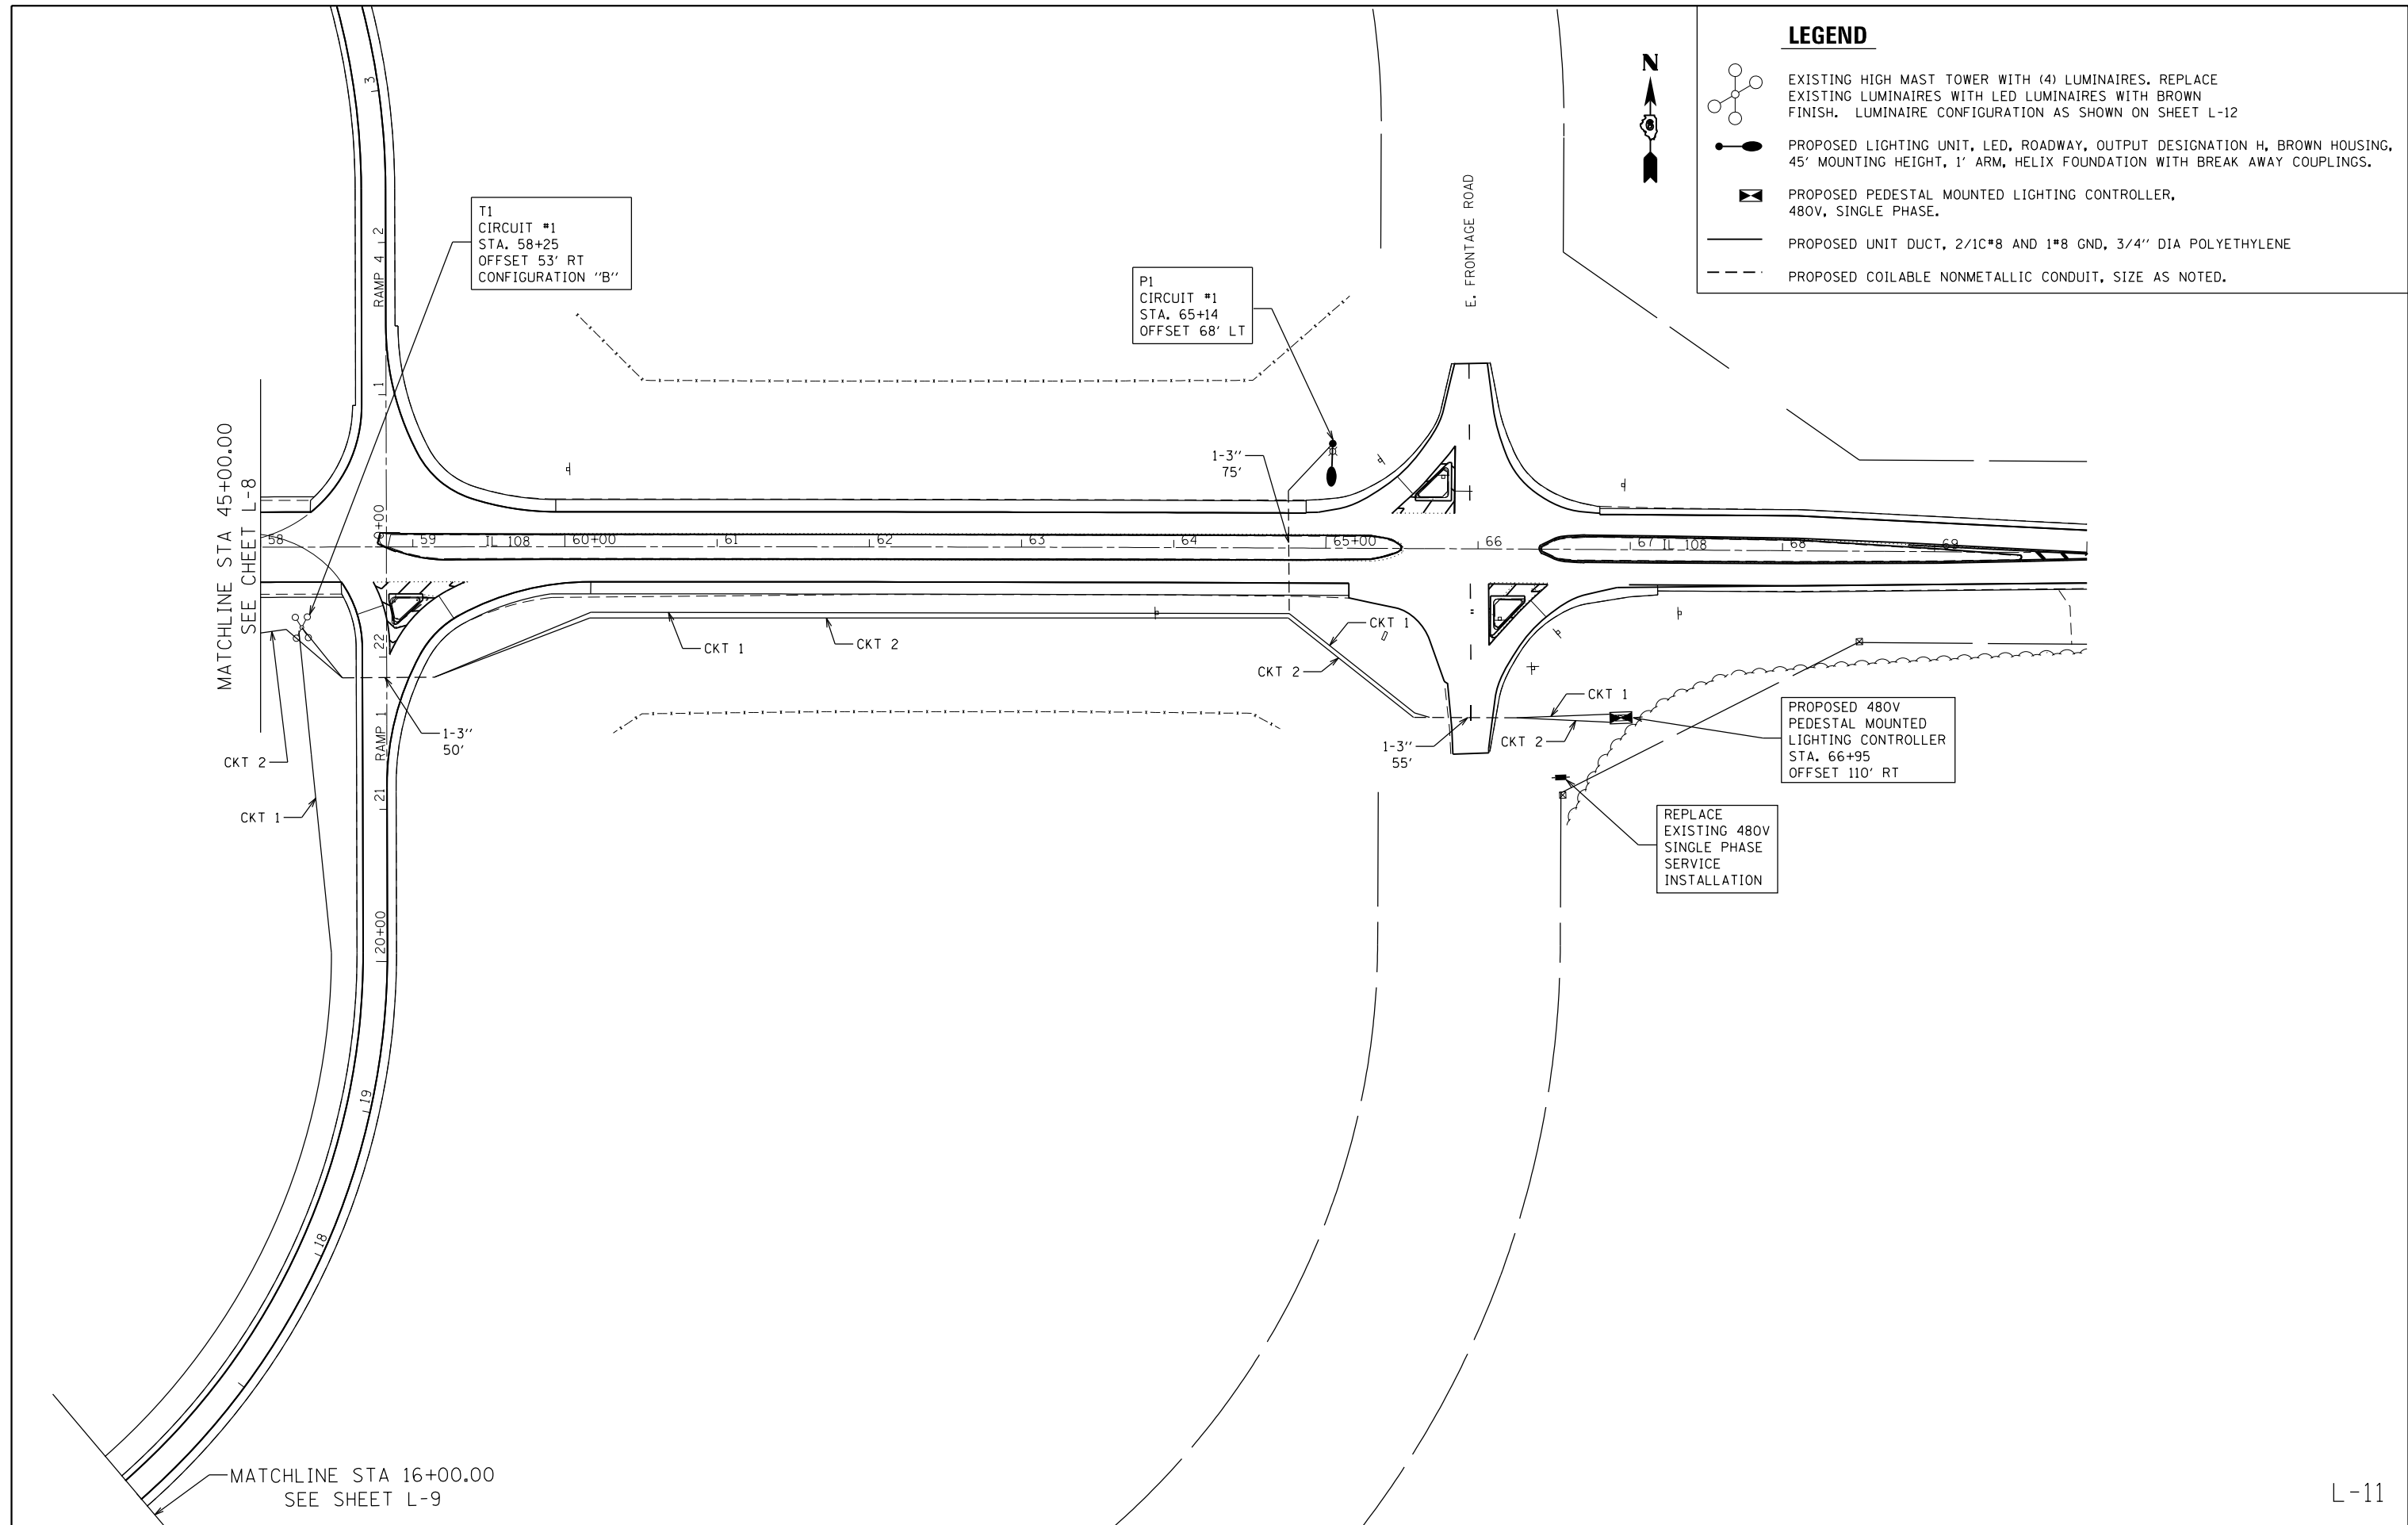 LEGEND
EXISTING HIGH MAST TOWER WITH (4) LUMINAIRES. REPLACE
EXISTING LUMINAIRES WITH LED LUMINAIRES WITH BROWN
FINISH. LUMINAIRE CONFIGURATION AS SHOWN ON SHEET L-12
PROPOSED LIGHTING UNIT, LED, ROADWAY, OUTPUT DESIGNATION H, BROWN HOUSING,
45' MOUNTING HEIGHT, 1' ARM, HELIX FOUNDATION WITH BREAK AWAY COUPLINGS.
PROPOSED PEDESTAL MOUNTED LIGHTING CONTROLLER,
480V, SINGLE PHASE.
PROPOSED UNIT DUCT, 2/1C#8 AND 1#8 GND, 3/4'' DIA POLYETHYLENE
PROPOSED COILABLE NONMETALLIC CONDUIT, SIZE AS NOTED.
N
3
2
RAMP 4
1
0+00
T1
CIRCUIT #1
STA. 58+25
OFFSET 53' RT
CONFIGURATION ''B''
P1
CIRCUIT #1
STA. 65+14
OFFSET 68' LT
E. FRONTAGE ROAD
1-3''
75'
MATCHLINE STA 45+00.00
SEE CHEET L-8
58
59
IL 108
60+00
61
62
63
64
65+00
66
67
IL 108
68
69
CKT 1
CKT 2
CKT 1
CKT 2
CKT 1
CKT 2
1-3''
55'
PROPOSED 480V
PEDESTAL MOUNTED
LIGHTING CONTROLLER
STA. 66+95
OFFSET 110' RT
REPLACE
EXISTING 480V
SINGLE PHASE
SERVICE
INSTALLATION
1-3''
50'
CKT 2
CKT 1
22
RAMP 1
21
20+00
19
18
MATCHLINE STA 16+00.00
SEE SHEET L-9
L-11